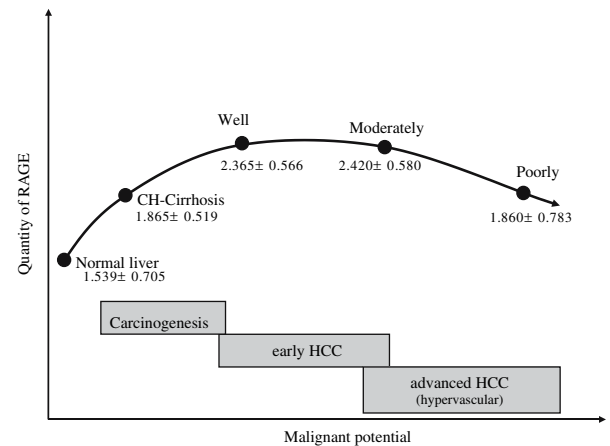 Well
2.365± 0.566
Moderately
2.420± 0.580
Poorly
1.860± 0.783
CH-Cirrhosis
1.865± 0.519
Normal liver
1.539± 0.705
Quantity of RAGE
Carcinogenesis
early HCC
advanced HCC
(hypervascular)
Malignant potential